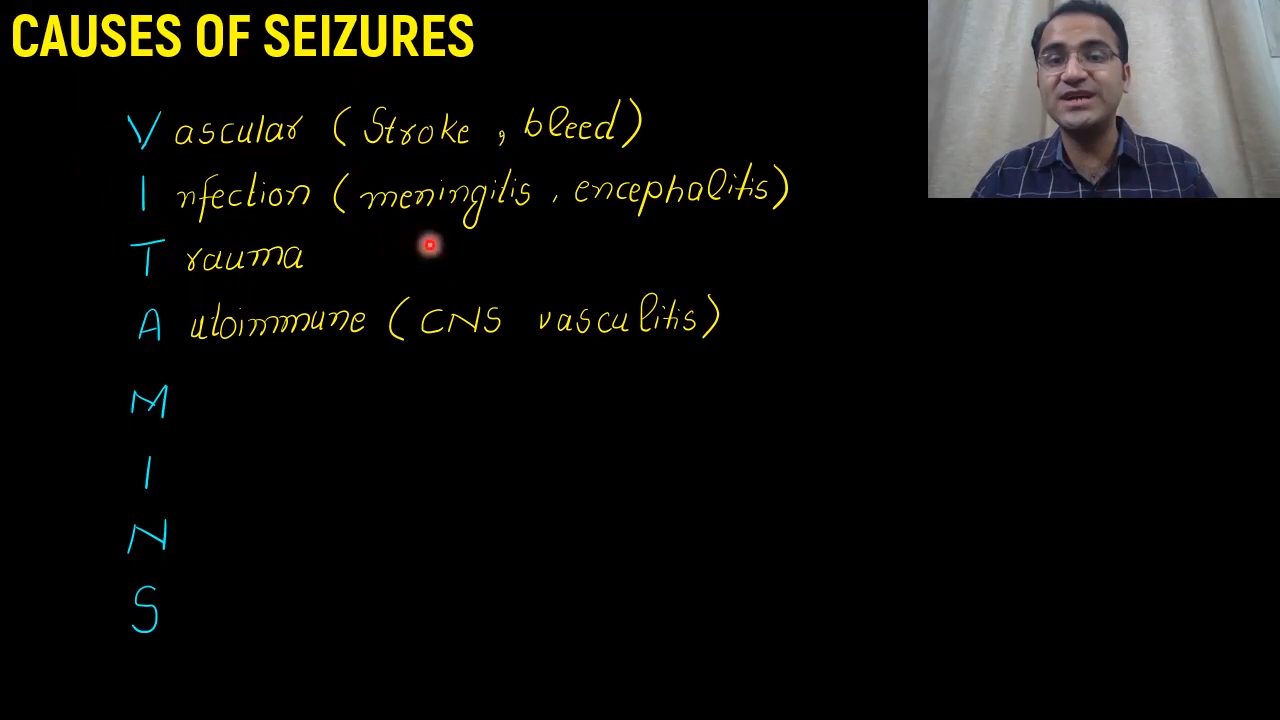 CAUSES OF SEIZURES
Vascular (Stroke, bleed)
Infection (meningitis, encephalitis)
Trauma
Autoimmune (CNS vasculitis)
M
I
N
S